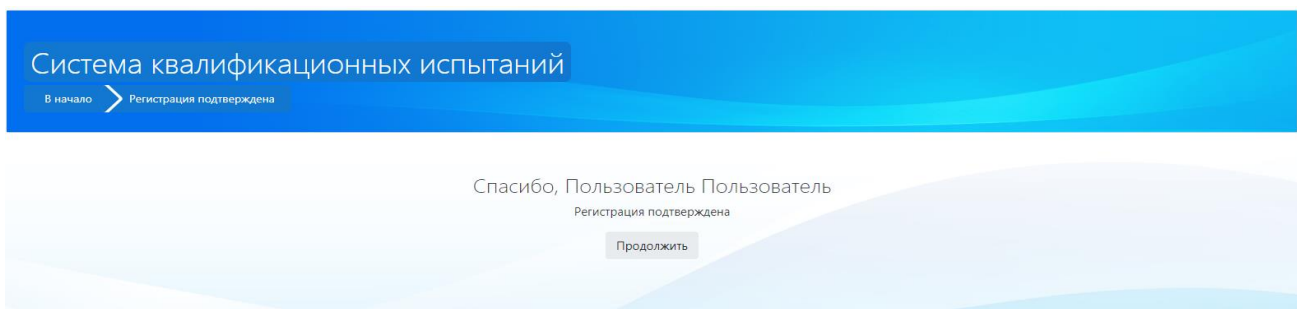 Система квалификационных испытаний
В начало Регистрация подтверждена
Спасибо, Пользователь Пользователь
Регистрация подтверждена
Продолжить